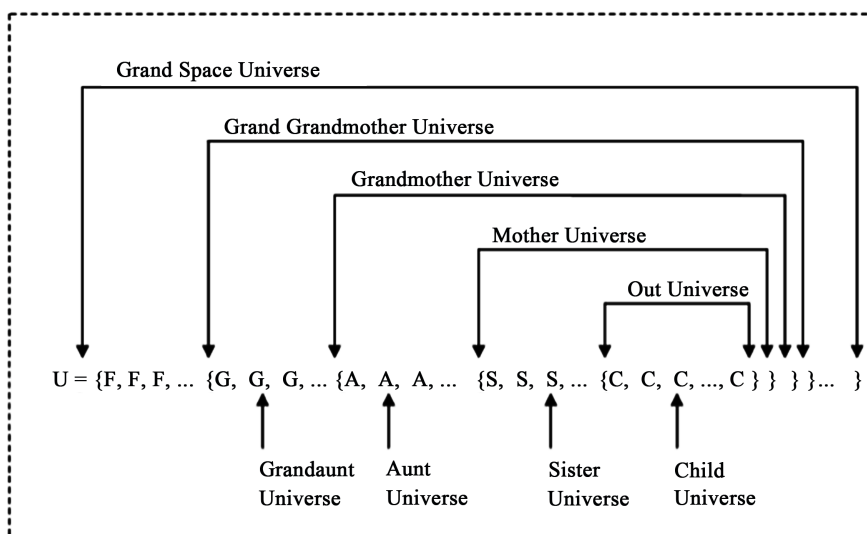 Grand Space Universe
Grand Grandmother Universe
Grandmother Universe
Mother Universe
Out Universe
U = {F, F, F, ... {G, G, G, ... {A, A, A, ... {S, S, S, ... {C, C, C, ..., C } } } }... }
Grandaunt Universe
Aunt Universe
Sister Universe
Child Universe